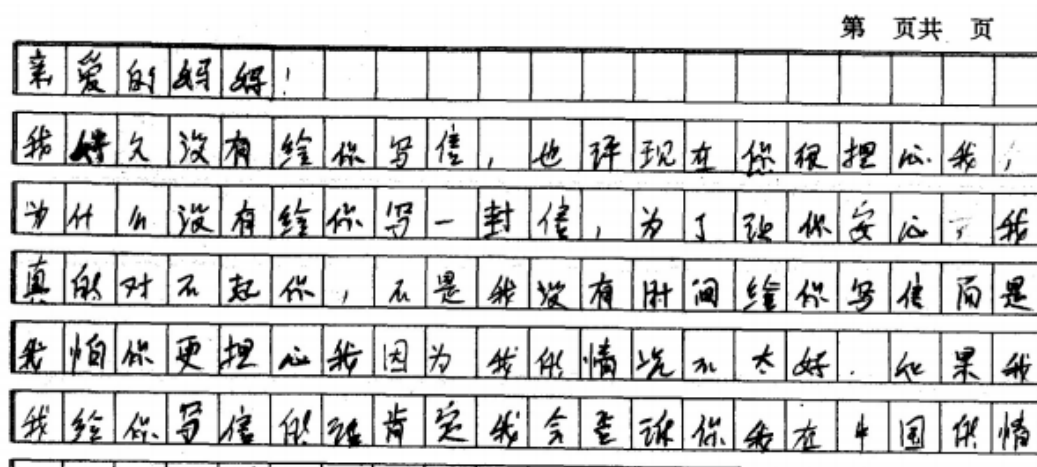 第 页共 页
亲爱的妈妈！
我好久没有给你写信，也许现在你很担心我，
为什么没有给你写一封信，为了让你安心，我
真的对不起你，不是我没有时间给你写信而是
我怕你更担心我因为我的情况不太好．如果我
我给你写信的话肯定我会告诉你我在中国的情